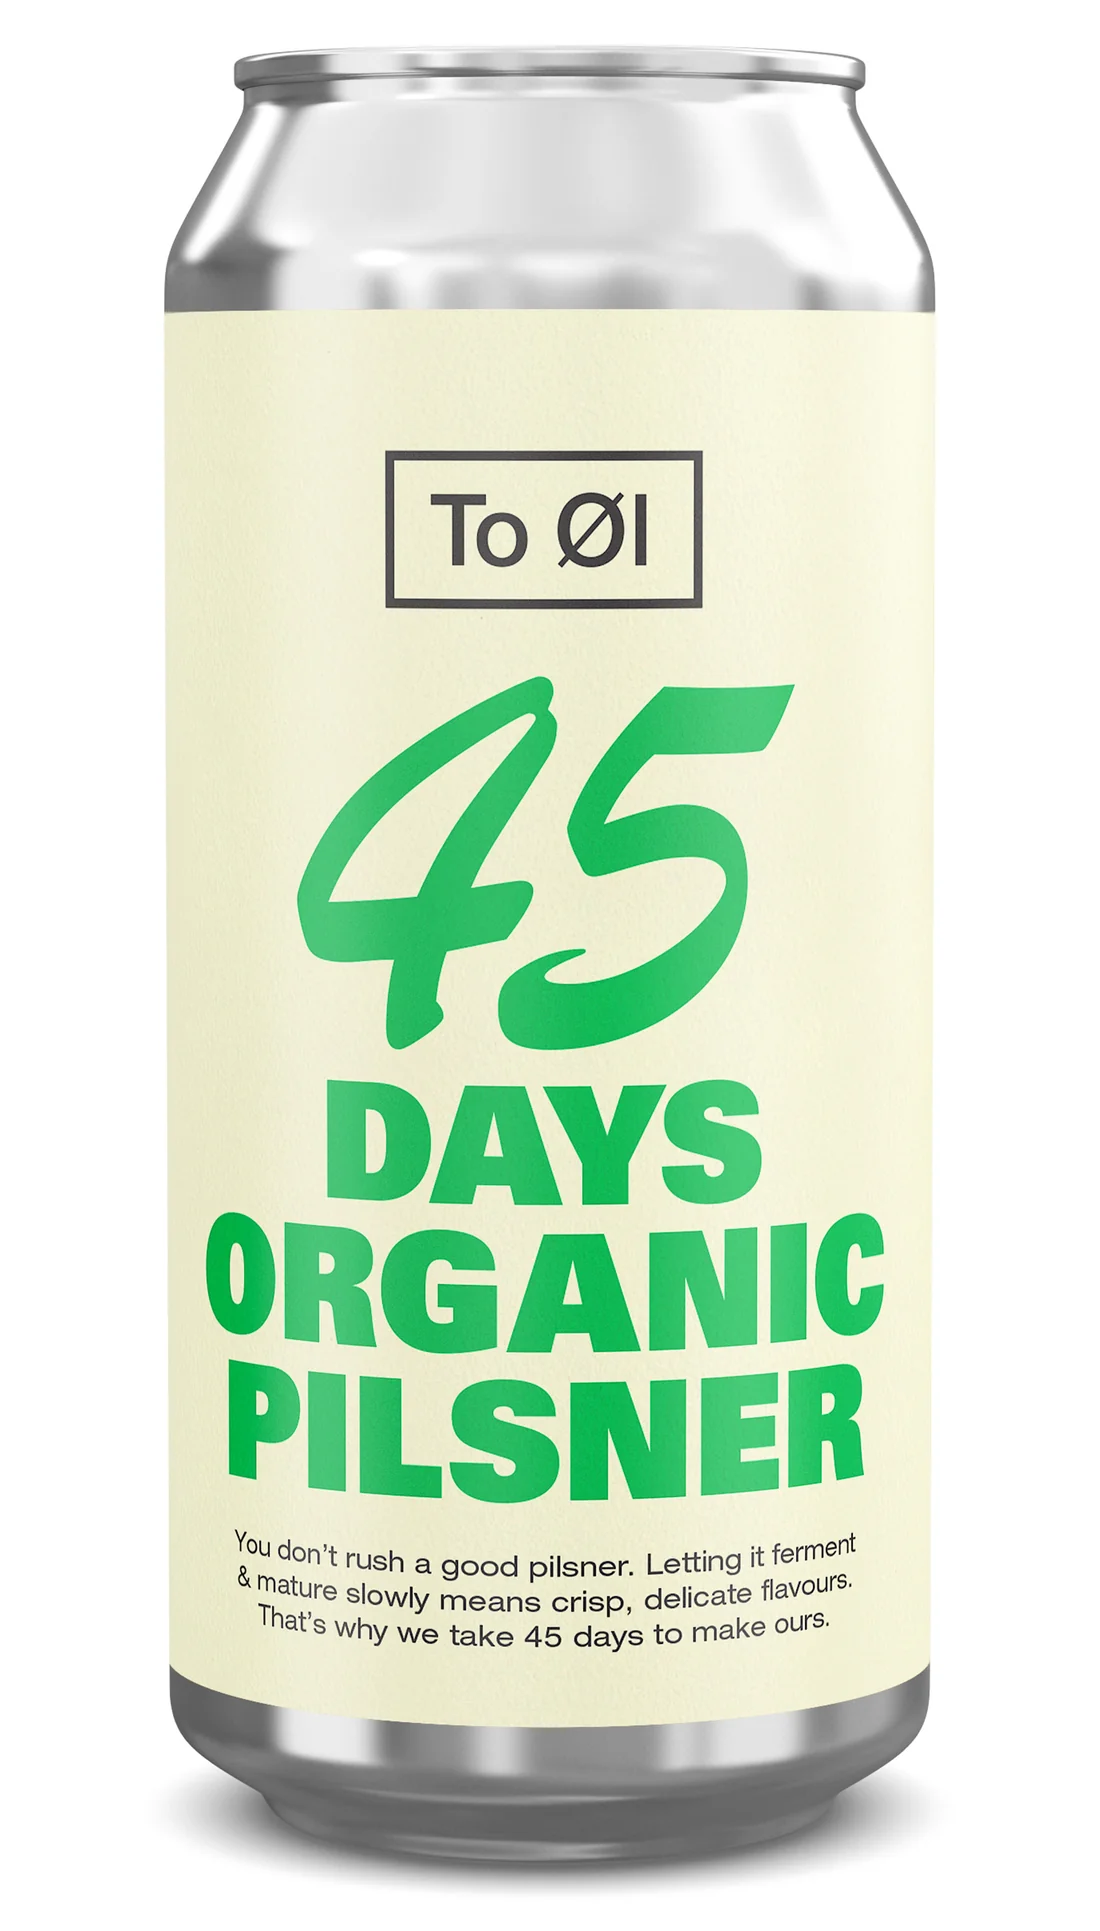 To Øl
45
DAYS
ORGANIC
PILSNER
You don't rush a good pilsner. Letting it ferment
& mature slowly means crisp, delicate flavours.
That's why we take 45 days to make ours.